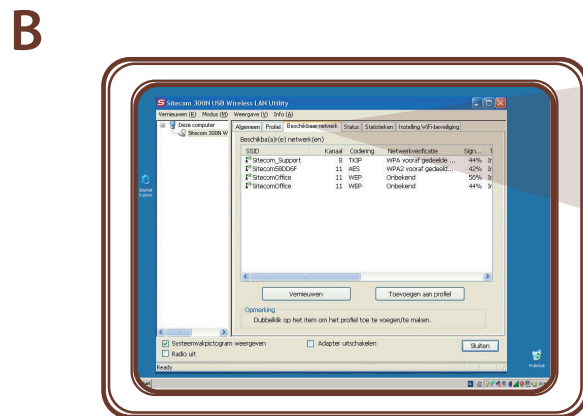 B
Sitecom 300N USB Wireless LAN Utility
Vernieuwen (R) Modus (M) Weergave (V) Info (A)
Deze computer
Sitecom 300N W
Algemeen Profiel Beschikbaar netwerk Status Statistieken Instelling WiFi-beveiliging
Beschikba(a)r(e) netwerk(en)
SSID Kanaal Codering Netwerkverificatie Sign...
Sitecom_Support 8 TKIP WPA vooraf gedeelde ... 44%
Sitecom58DD6F 11 AES WPA2 vooraf gedeeld... 42%
SitecomOffice 11 WEP Onbekend 56%
SitecomOffice 11 WEP Onbekend 44%
Vernieuwen Toevoegen aan profiel
Opmerking
Dubbelklik op het item om het profiel toe te voegen/te maken.
Systeemvakpictogram weergeven Adapter uitschakelen
Radio uit
Sluiten
Ready
Internet Explorer
Prullenbak